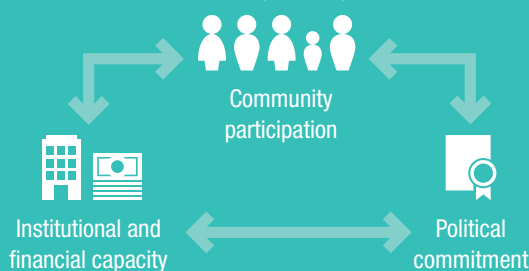 Community
participation
Institutional and
financial capacity
Political
commitment